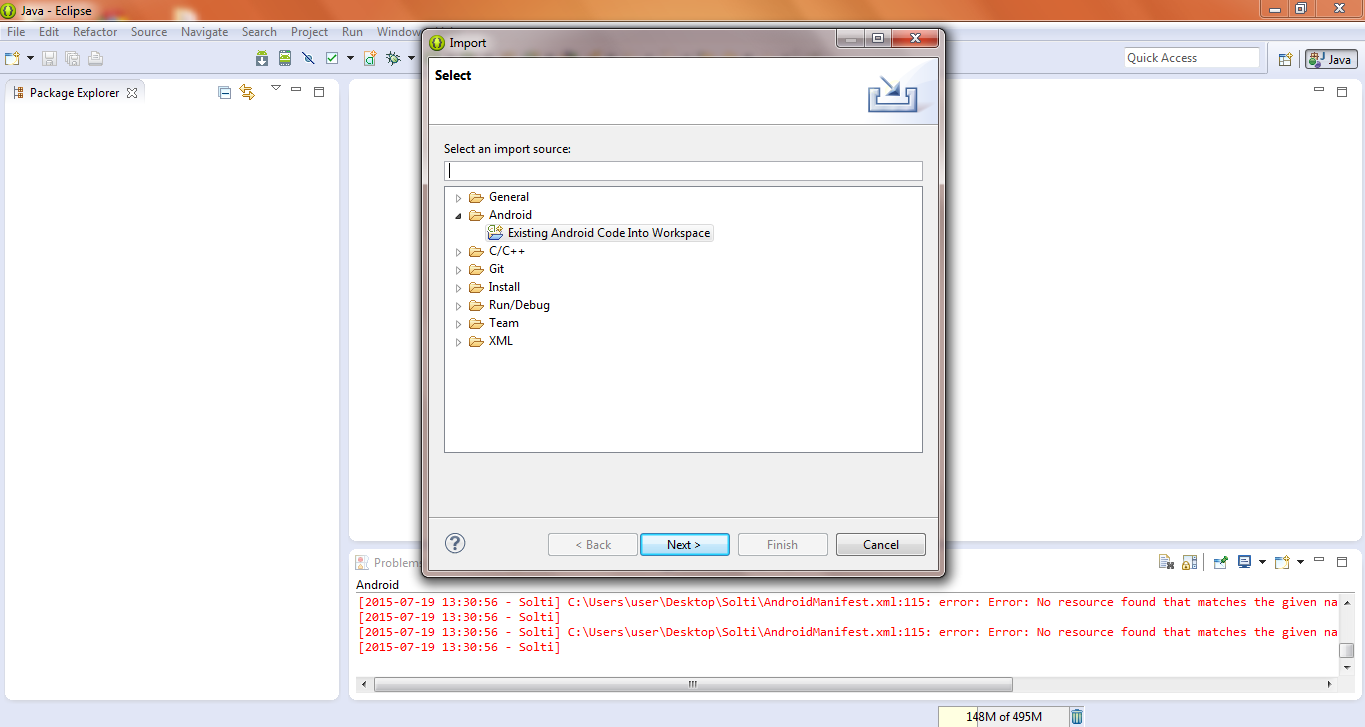 Java - Eclipse
File Edit Refactor Source Navigate Search Project Run Window
Quick Access
Java
Package Explorer
Import
Select
Select an import source:
General
Android
Existing Android Code Into Workspace
C/C++
Git
Install
Run/Debug
Team
XML
?
< Back Next > Finish Cancel
Problems
Android
[2015-07-19 13:30:56 - Solti] C:\Users\user\Desktop\Solti\AndroidManifest.xml:115: error: Error: No resource found that matches the given na
[2015-07-19 13:30:56 - Solti]
[2015-07-19 13:30:56 - Solti] C:\Users\user\Desktop\Solti\AndroidManifest.xml:115: error: Error: No resource found that matches the given na
[2015-07-19 13:30:56 - Solti]
148M of 495M